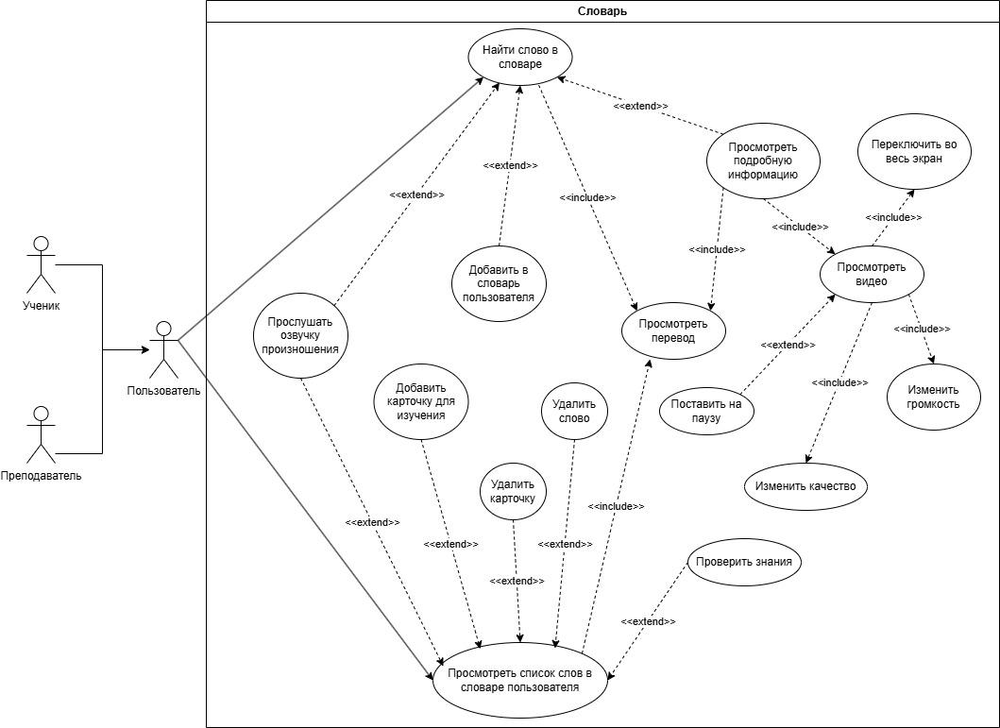 Словарь
Найти слово в
словаре
<<extend>>
Просмотреть
подробную
информацию
Переключить во
весь экран
<<extend>>
<<extend>>
<<include>>
<<include>>
<<include>>
<<include>>
Ученик
Добавить в
словарь
пользователя
Просмотреть
видео
Прослушать
озвучку
произношения
Просмотреть
перевод
<<include>>
<<extend>>
<<include>>
Пользователь
Добавить
карточку для
изучения
Удалить
слово
Поставить на
паузу
Изменить
громкость
Преподаватель
Удалить
карточку
Изменить качество
<<include>>
<<extend>>
<<extend>>
<<extend>>
<<extend>>
Проверить знания
<<extend>>
Просмотреть список слов в
словаре пользователя